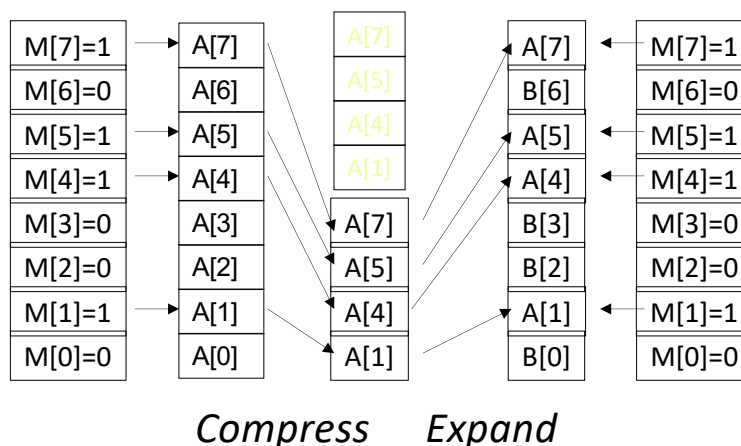 M[7]=1 A[7] A[7] A[7] M[7]=1
M[6]=0 A[6] A[5] B[6] M[6]=0
M[5]=1 A[5] A[4] A[5] M[5]=1
M[4]=1 A[4] A[1] A[4] M[4]=1
M[3]=0 A[3] A[7] B[3] M[3]=0
M[2]=0 A[2] A[5] B[2] M[2]=0
M[1]=1 A[1] A[4] A[1] M[1]=1
M[0]=0 A[0] A[1] B[0] M[0]=0
Compress Expand